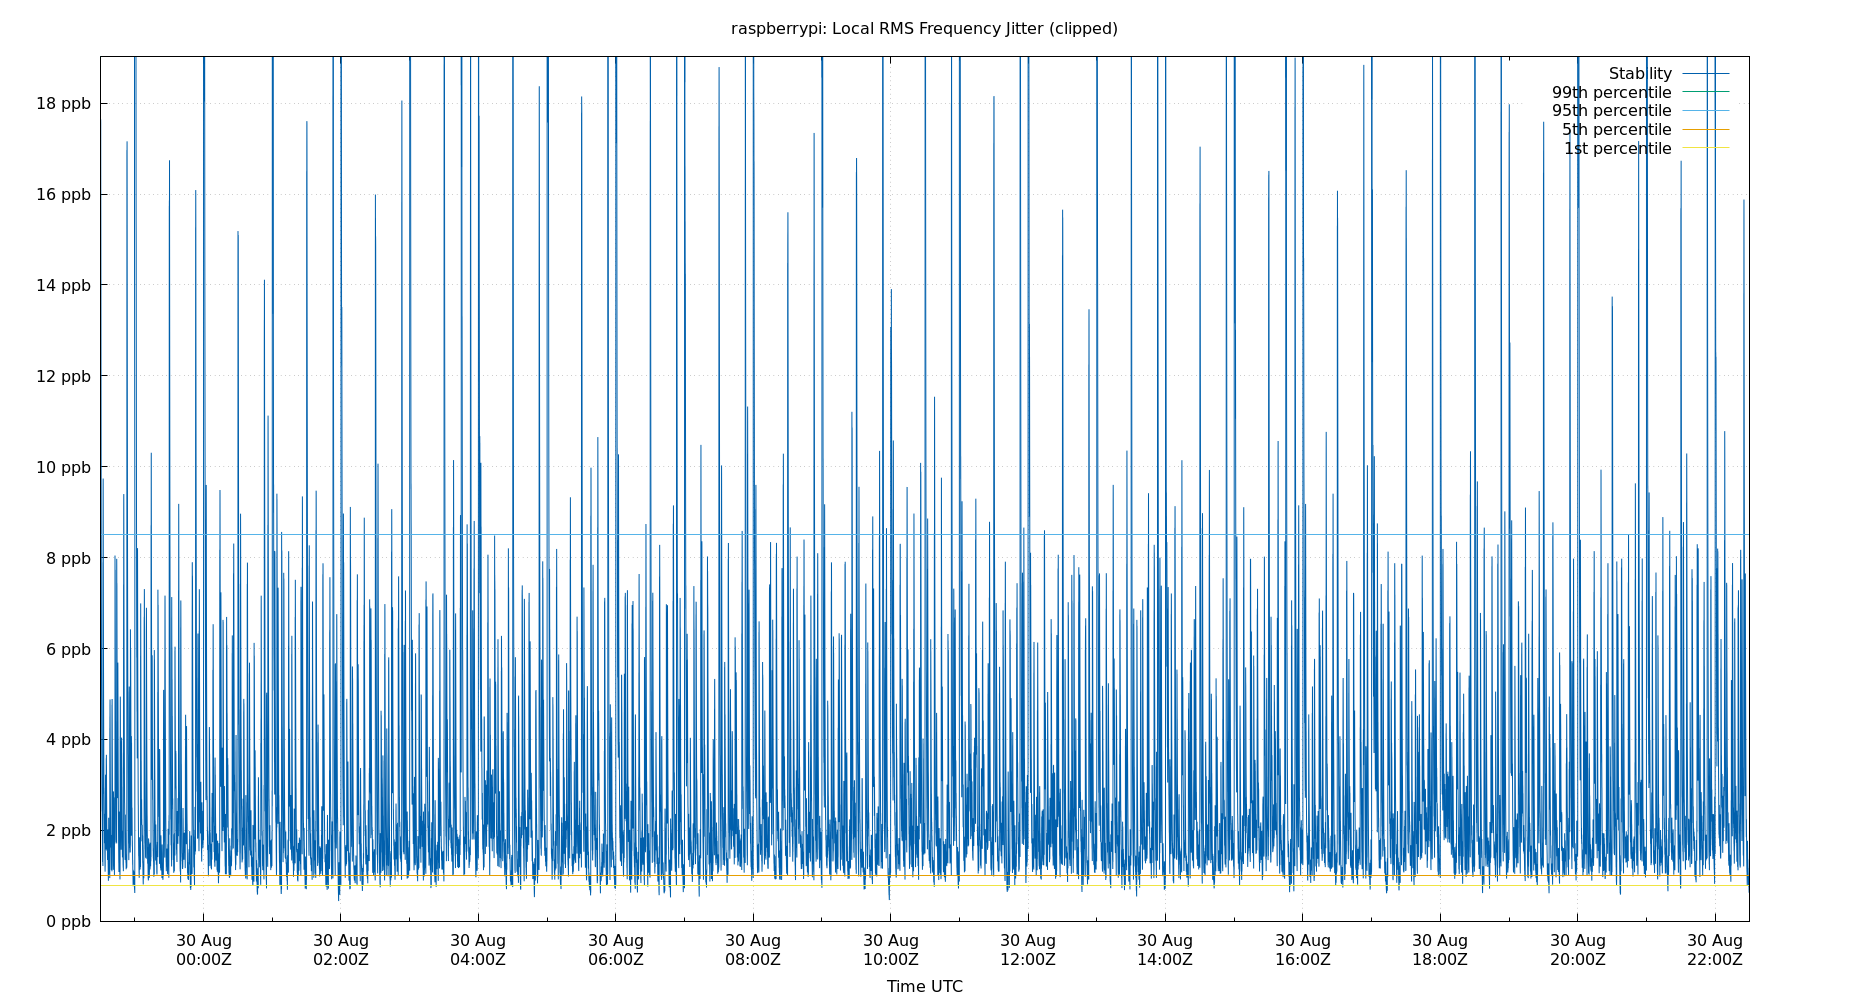 raspberrypi: Local RMS Frequency Jitter (clipped)
Stability
99th percentile
95th percentile
5th percentile
1st percentile
18 ppb
16 ppb
14 ppb
12 ppb
10 ppb
8 ppb
6 ppb
4 ppb
2 ppb
0 ppb
30 Aug 30 Aug 30 Aug 30 Aug 30 Aug 30 Aug 30 Aug 30 Aug 30 Aug 30 Aug 30 Aug 30 Aug
00:00Z 02:00Z 04:00Z 06:00Z 08:00Z 10:00Z 12:00Z 14:00Z 16:00Z 18:00Z 20:00Z 22:00Z
Time UTC